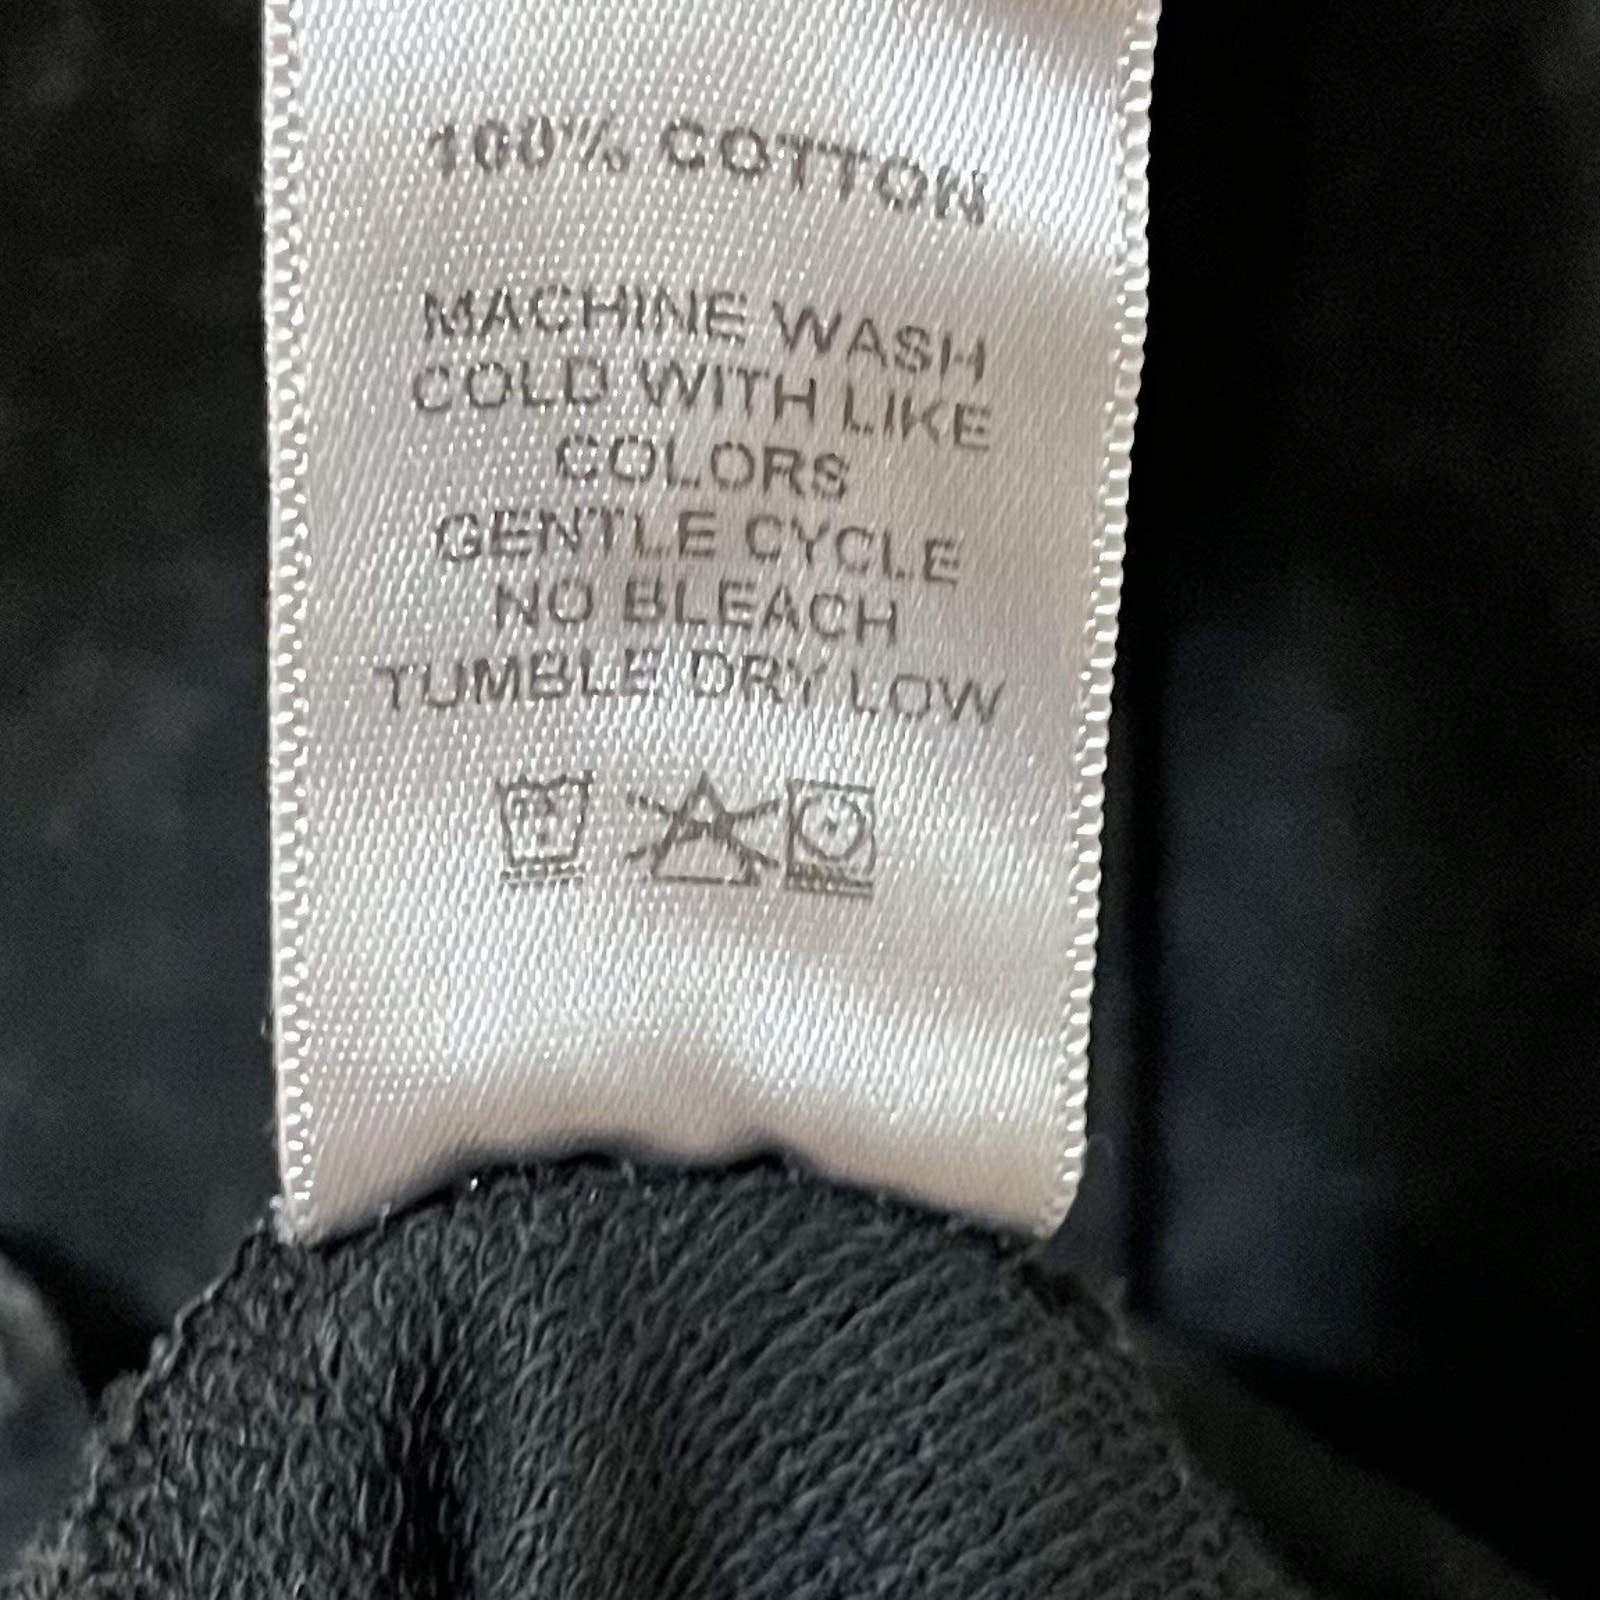 100% COTTON
MACHINE WASH
COLD WITH LIKE
COLORS
GENTLE CYCLE
NO BLEACH
TUMBLE DRY LOW